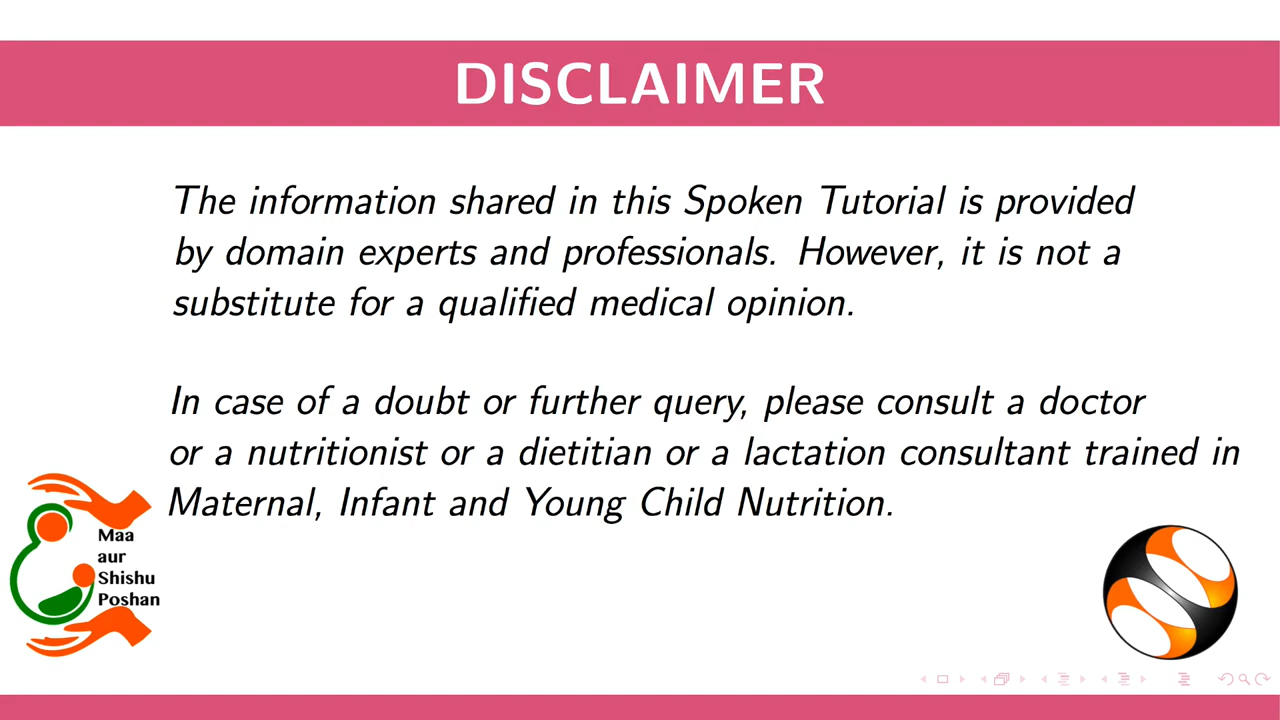 DISCLAIMER
The information shared in this Spoken Tutorial is provided
by domain experts and professionals. However, it is not a
substitute for a qualified medical opinion.
In case of a doubt or further query, please consult a doctor
or a nutritionist or a dietitian or a lactation consultant trained in
Maternal, Infant and Young Child Nutrition.
Maa
aur
Shishu
Poshan